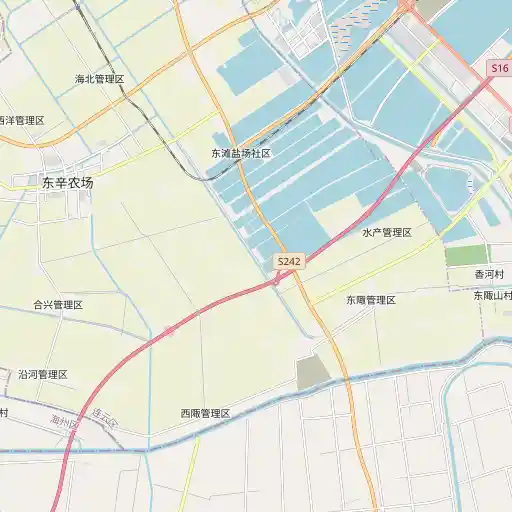 S16
海北管理区
西洋管理区
东滩盐场社区
东辛农场
水产管理区
S242
香河村
东陬管理区
东陬山村
合兴管理区
沿河管理区
村
连云区
海州区
西陬管理区